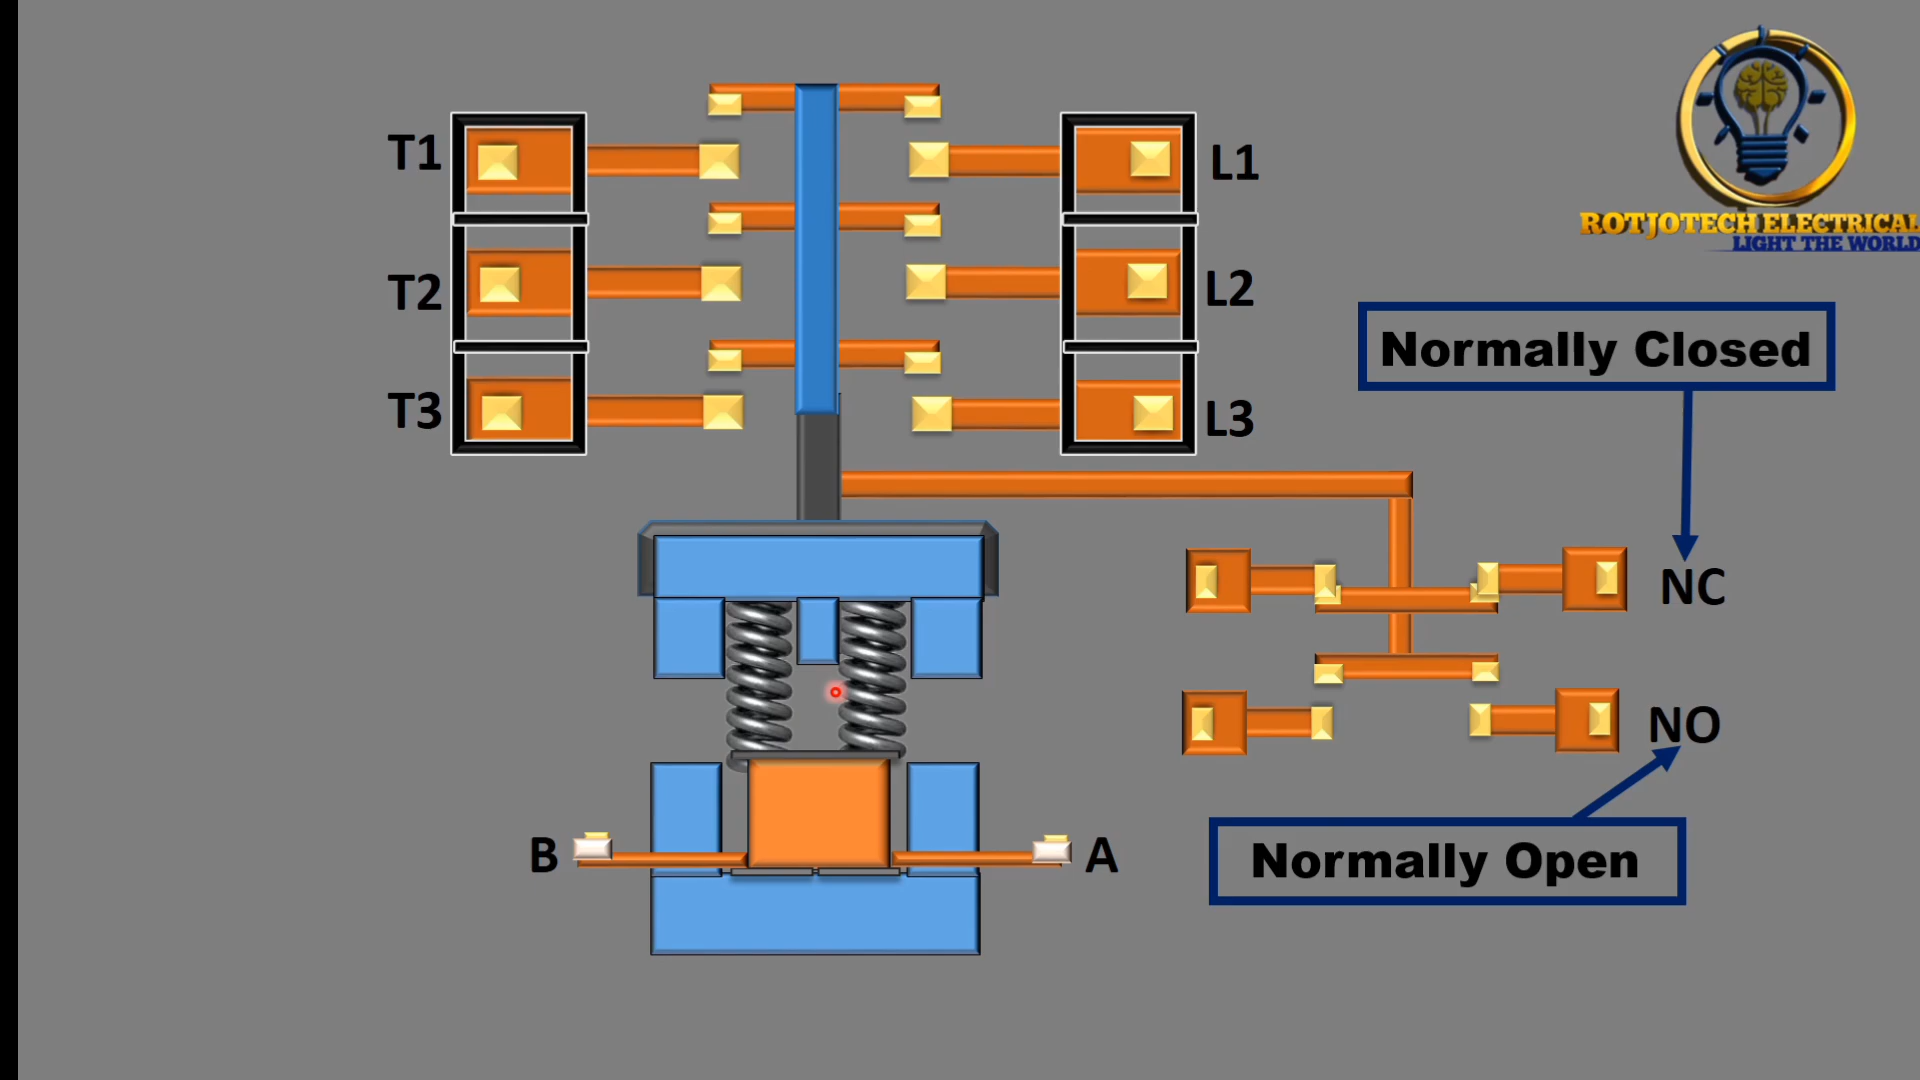 T1
L1
T2
L2
T3
L3
ROTJOTECH ELECTRICAL
LIGHT THE WORLD
Normally Closed
NC
NO
B
A
Normally Open